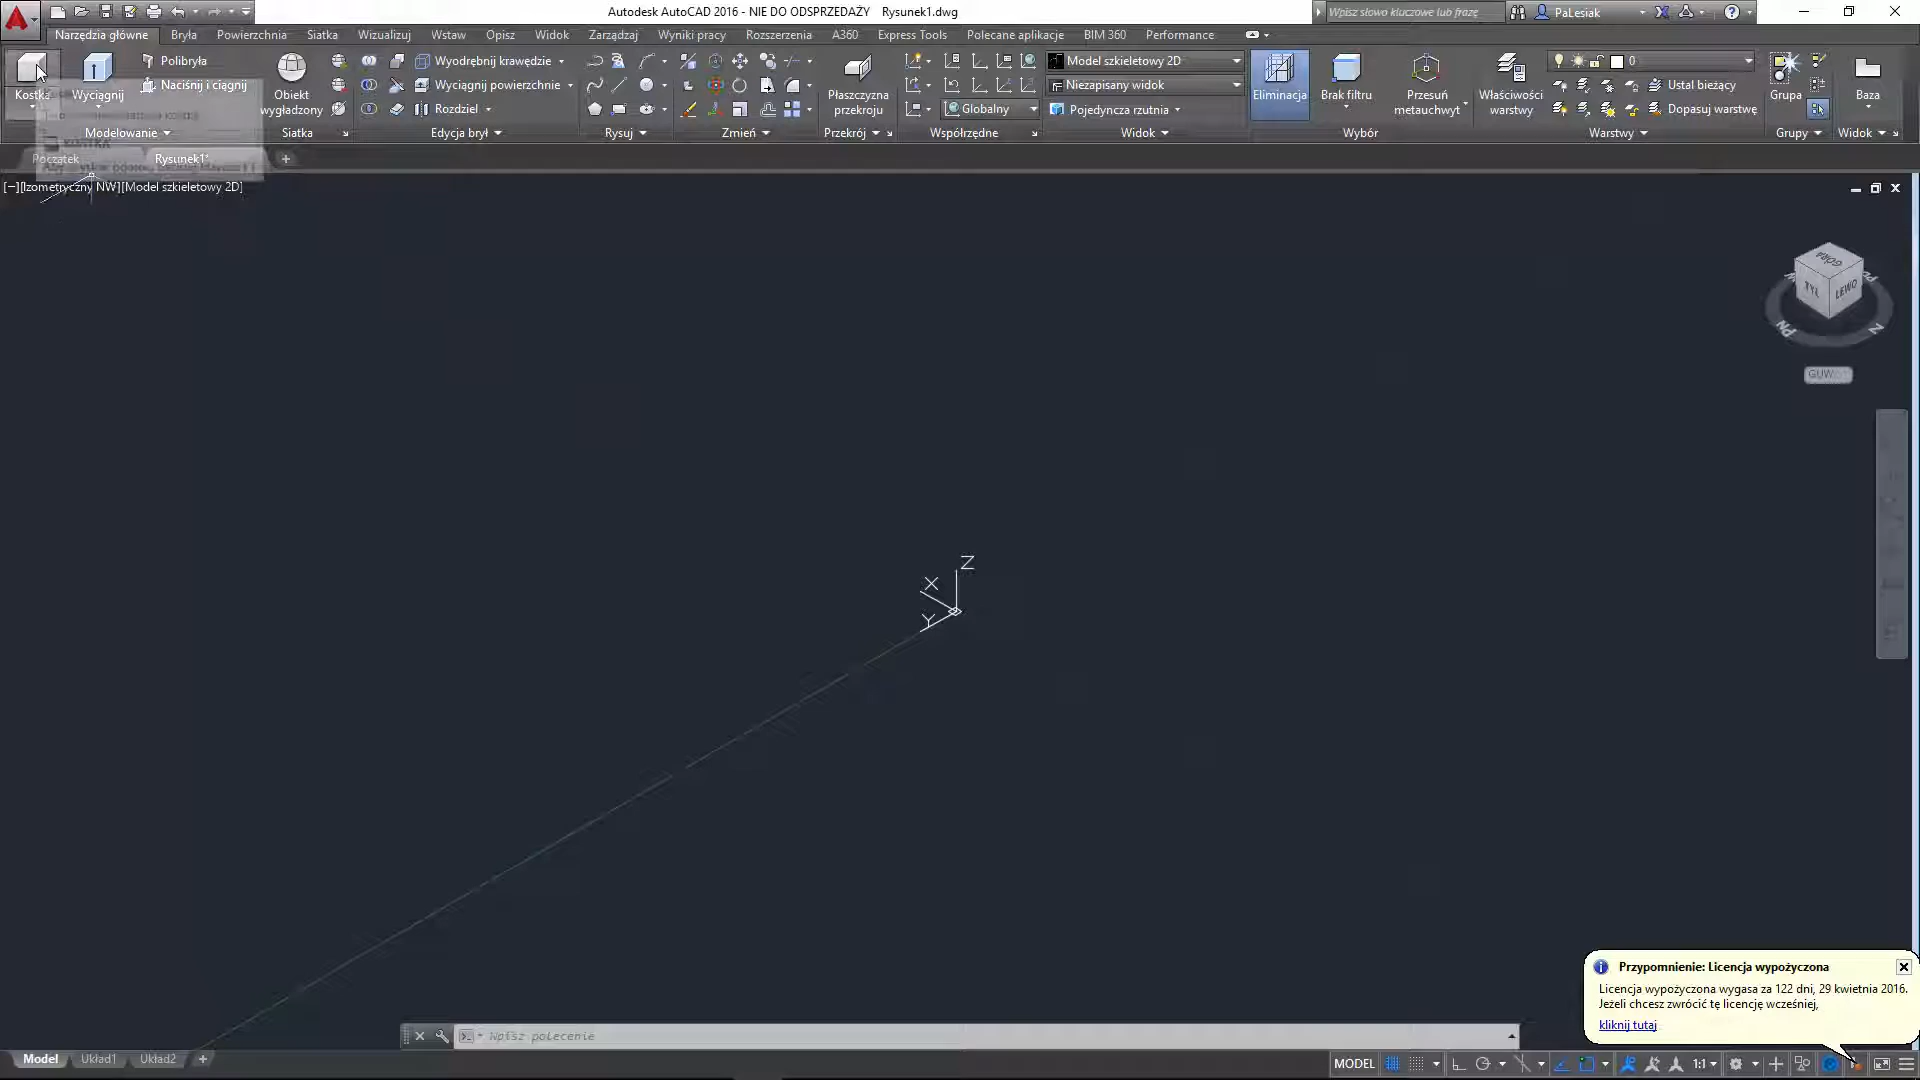 Autodesk AutoCAD 2016 - NIE DO ODSPRZEDAŻY Rysunek1.dwg
Wpisz słowo kluczowe lub frazę
PaLesiak
Narzędzia główne Bryła Powierzchnia Siatka Wizualizuj Wstaw Opisz Widok Zarządzaj Wyniki pracy Rozszerzenia A360 Express Tools Polecane aplikacje BIM 360 Performance
Kostka
Wyciągnij
Polibryła
Naciśnij i ciągnij
Modelowanie
Obiekt
wygładzony
Siatka
Wyodrębnij krawędzie
Wyciągnij powierzchnie
Rozdziel
Edycja brył
Rysuj
Zmień
Płaszczyzna
przekroju
Przekrój
Globalny
Współrzędne
Model szkieletowy 2D
Niezapisany widok
Pojedyncza rzutnia
Widok
Eliminacja
Brak filtru
Przesuń
metauchwyt
Wybór
Właściwości
warstwy
0
Ustal bieżący
Dopasuj warstwę
Warstwy
Grupa
Grupy
Baza
Widok
Początek
Rysunek1*
[−][Izometryczny NW][Model szkieletowy 2D]
GÓRA
TYŁ
LEWO
PN
Z
GUW
Z
X
Y
Przypomnienie: Licencja wypożyczona
Licencja wypożyczona wygasa za 122 dni, 29 kwietnia 2016.
Jeżeli chcesz zwrócić tę licencję wcześniej,
kliknij tutaj
Wpisz polecenie
Model Układ1 Układ2
MODEL
1:1